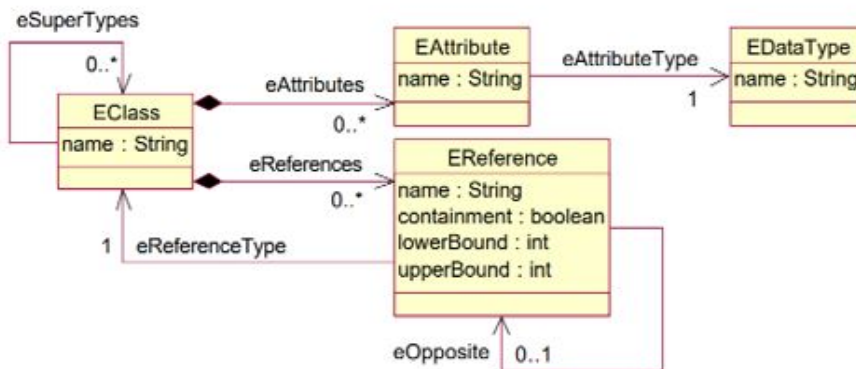 eSuperTypes
0..*
EClass
name : String
eAttributes
0..*
EAttribute
name : String
eAttributeType
1
EDataType
name : String
eReferences
0..*
EReference
name : String
containment : boolean
lowerBound : int
upperBound : int
1
eReferenceType
eOpposite
0..1